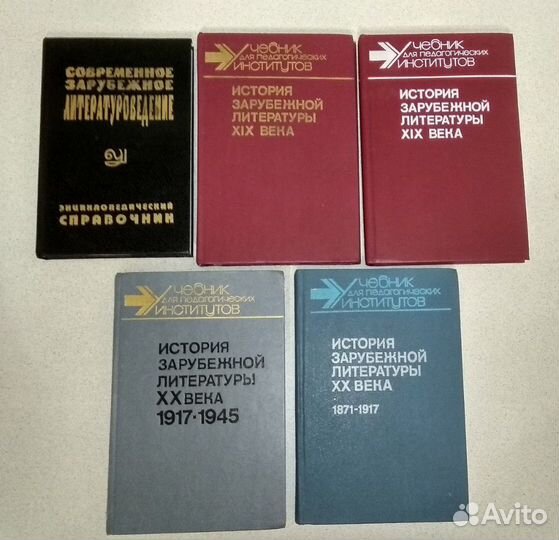 СОВРЕМЕННОЕ
ЗАРУБЕЖНОЕ
ЛИТЕРАТУРОВЕДЕНИЕ
ЭНЦИКЛОПЕДИЧЕСКИЙ
СПРАВОЧНИК
Учебник
для педагогических
институтов
ИСТОРИЯ
ЗАРУБЕЖНОЙ
ЛИТЕРАТУРЫ
XIX ВЕКА
Учебник
для педагогических
институтов
ИСТОРИЯ
ЗАРУБЕЖНОЙ
ЛИТЕРАТУРЫ
XIX ВЕКА
Учебник
для педагогических
институтов
ИСТОРИЯ
ЗАРУБЕЖНОЙ
ЛИТЕРАТУРЫ
XX ВЕКА
1917·1945
Учебник
для педагогических
институтов
ИСТОРИЯ
ЗАРУБЕЖНОЙ
ЛИТЕРАТУРЫ
XX ВЕКА
1871-1917
Avito